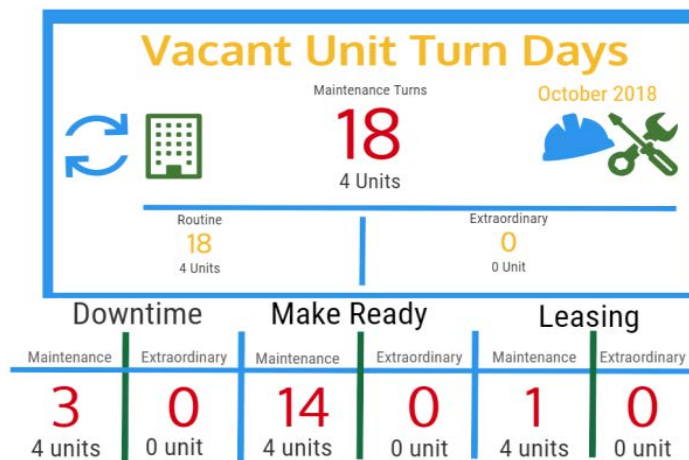 Vacant Unit Turn Days
Maintenance Turns
October 2018
18
4 Units
Routine
18
4 Units
Extraordinary
0
0 Unit
Downtime
Make Ready
Leasing
Maintenance
Extraordinary
Maintenance
Extraordinary
Maintenance
Extraordinary
3
0
14
0
1
0
4 units
0 unit
4 units
0 unit
4 units
0 unit